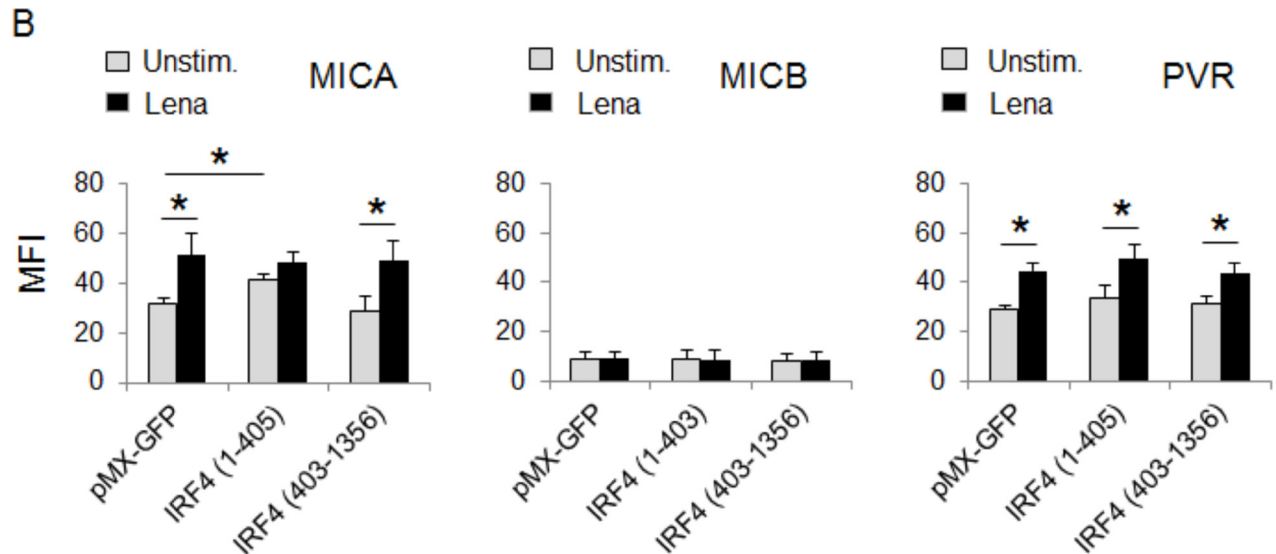 B
Unstim.
Lena
MICA
Unstim.
Lena
MICB
Unstim.
Lena
PVR
MFI
80
60
40
20
0
*
*
*
pMX-GFP
IRF4 (1-405)
IRF4 (403-1356)
80
60
40
20
0
pMX-GFP
IRF4 (1-403)
IRF4 (403-1356)
80
60
40
20
0
*
*
*
pMX-GFP
IRF4 (1-405)
IRF4 (403-1356)